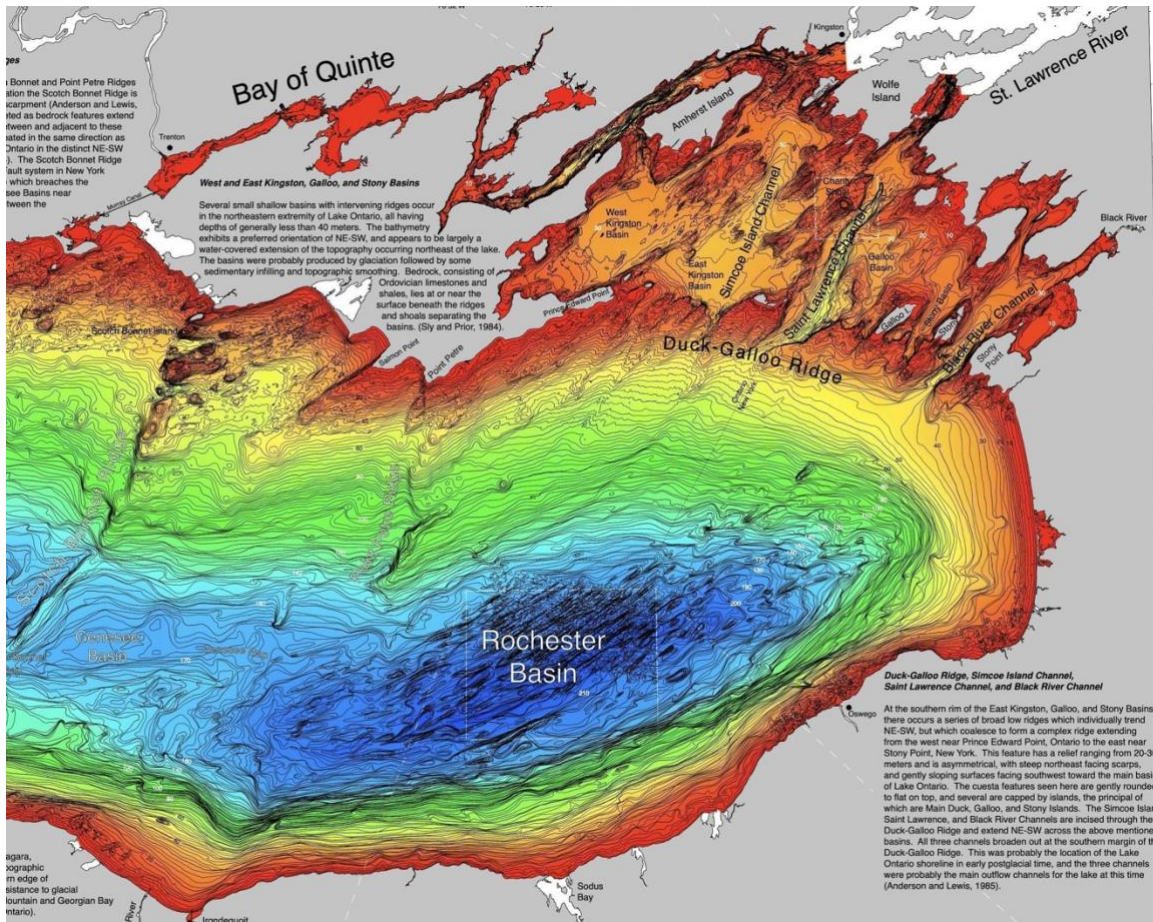 Kingston
Bay of Quinte
St. Lawrence River
Wolfe
Island
Amherst Island
Trenton
Murray Canal
Bonnet and Point Petre Ridges
ation the Scotch Bonnet Ridge is
scarpment (Anderson and Lewis,
eted as bedrock features extend
etween and adjacent to these
nated in the same direction as
Ontario in the distinct NE-SW
). The Scotch Bonnet Ridge
ault system in New York
which breaches the
see Basins near
etween the
West and East Kingston, Galloo, and Stony Basins
Several small shallow basins with intervening ridges occur
in the northeastern extremity of Lake Ontario, all having
depths of generally less than 40 meters. The bathymetry
exhibits a preferred orientation of NE-SW, and appears to be largely a
water-covered extension of the topography occurring northeast of the lake.
The basins were probably produced by glaciation followed by some
sedimentary infilling and topographic smoothing. Bedrock, consisting of
Ordovician limestones and
shales, lies at or near the
surface beneath the ridges
and shoals separating the
basins. (Sly and Prior, 1984).
West
Kingston
Basin
East
Kingston
Basin
Simcoe Island Channel
Saint Lawrence Channel
Galloo
Basin
Black River
Black River Channel
Galloo I.
Stony
Point
Prince Edward Point
Scotch Bonnet Island
Salmon Point
Point Petre
Duck-Galloo Ridge
Ontario
New York
Genesee
Basin
Rochester
Basin
210
200
Oswego
Duck-Galloo Ridge, Simcoe Island Channel,
Saint Lawrence Channel, and Black River Channel
At the southern rim of the East Kingston, Galloo, and Stony Basins
there occurs a series of broad low ridges which individually trend
NE-SW, but which coalesce to form a complex ridge extending
from the west near Prince Edward Point, Ontario to the east near
Stony Point, New York. This feature has a relief ranging from 20-3
meters and is asymmetrical, with steep northeast facing scarps,
and gently sloping surfaces facing southwest toward the main basi
of Lake Ontario. The cuesta features seen here are gently rounde
to flat on top, and several are capped by islands, the principal of
which are Main Duck, Galloo, and Stony Islands. The Simcoe Islan
Saint Lawrence, and Black River Channels are incised through the
Duck-Galloo Ridge and extend NE-SW across the above mentione
basins. All three channels broaden out at the southern margin of th
Duck-Galloo Ridge. This was probably the location of the Lake
Ontario shoreline in early postglacial time, and the three channels
were probably the main outflow channels for the lake at this time
(Anderson and Lewis, 1985).
agara,
pographic
rn edge of
sistance to glacial
ountain and Georgian Bay
ntario).
River
Irondequoit
Sodus
Bay